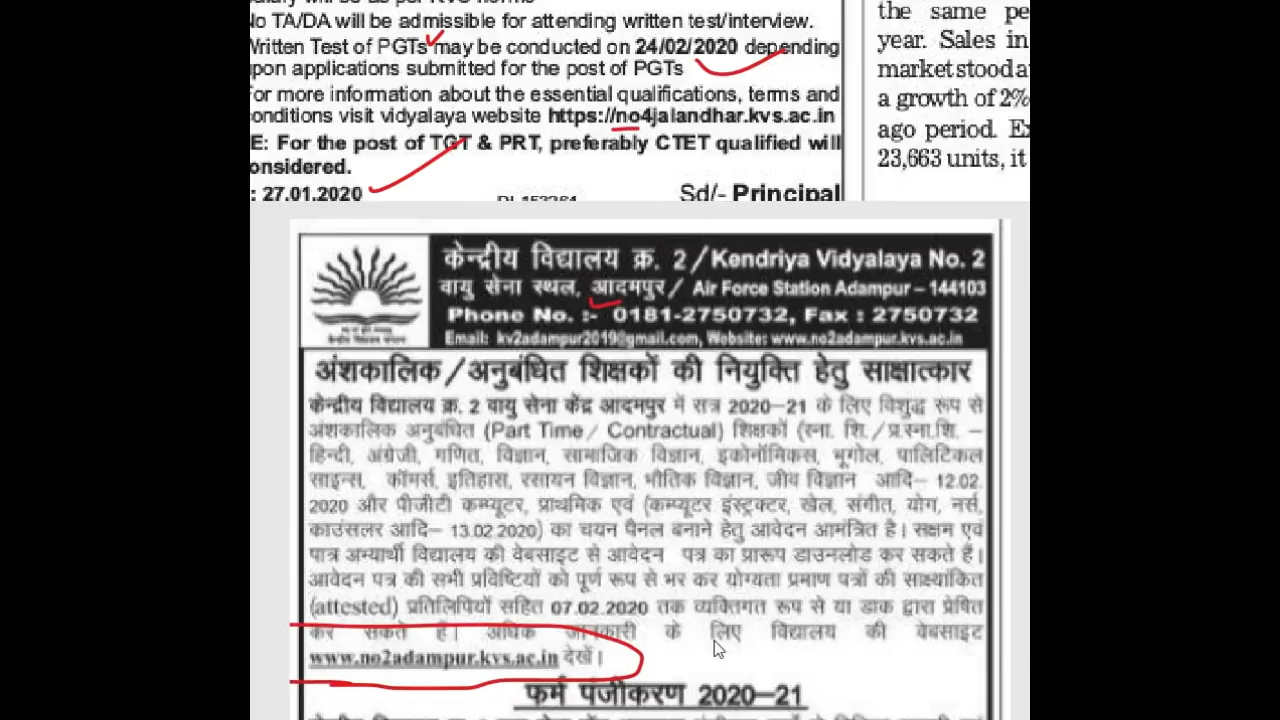 No TA/DA will be admissible for attending written test/interview.
Written Test of PGTs may be conducted on 24/02/2020 depending
upon applications submitted for the post of PGTs
For more information about the essential qualifications, terms and
conditions visit vidyalaya website https://no4jalandhar.kvs.ac.in
E: For the post of TGT & PRT, preferably CTET qualified will
considered.
: 27.01.2020
Sd/- Principal
the same pe
year. Sales in
market stood a
a growth of 2%
ago period. Ex
23,663 units, it
केन्द्रीय विद्यालय क्र. 2 / Kendriya Vidyalaya No. 2
वायु सेना स्थल, आदमपुर / Air Force Station Adampur – 144103
Phone No. :- 0181-2750732, Fax : 2750732
Email: kv2adampur2019@gmail.com, Website: www.no2adampur.kvs.ac.in
अंशकालिक/अनुबंधित शिक्षकों की नियुक्ति हेतु साक्षात्कार
केन्द्रीय विद्यालय क्र. 2 वायु सेना केंद्र आदमपुर में सत्र 2020–21 के लिए विशुद्ध रूप से
अंशकालिक अनुबंधित (Part Time / Contractual) शिक्षकों (स्ना. शि./प्र.स्ना.शि. –
हिन्दी, अंग्रेजी, गणित, विज्ञान, सामाजिक विज्ञान, इकोनॉमिकस, भूगोल, पालिटिकल
साइन्स, कॉमर्स, इतिहास, रसायन विज्ञान, भौतिक विज्ञान, जीव विज्ञान आदि– 12.02.
2020 और पीजीटी कम्प्यूटर, प्राथमिक एवं (कम्प्यूटर इंस्ट्रक्टर, खेल, संगीत, योग, नर्स,
काउंसलर आदि– 13.02.2020) का चयन पैनल बनाने हेतु आवेदन आमंत्रित है। सक्षम एवं
पात्र अभ्यार्थी विद्यालय की वेबसाइट से आवेदन पत्र का प्रारूप डाउनलोड कर सकते हैं।
आवेदन पत्र की सभी प्रविष्टियों को पूर्ण रूप से भर कर योग्यता प्रमाण पत्रों की साक्ष्यांकित
(attested) प्रतिलिपियों सहित 07.02.2020 तक व्यक्तिगत रूप से या डाक द्वारा प्रेषित
कर सकते हैं। अधिक जानकारी के लिए विद्यालय की वेबसाइट
www.no2adampur.kvs.ac.in देखें।
फर्म पंजीकरण 2020–21